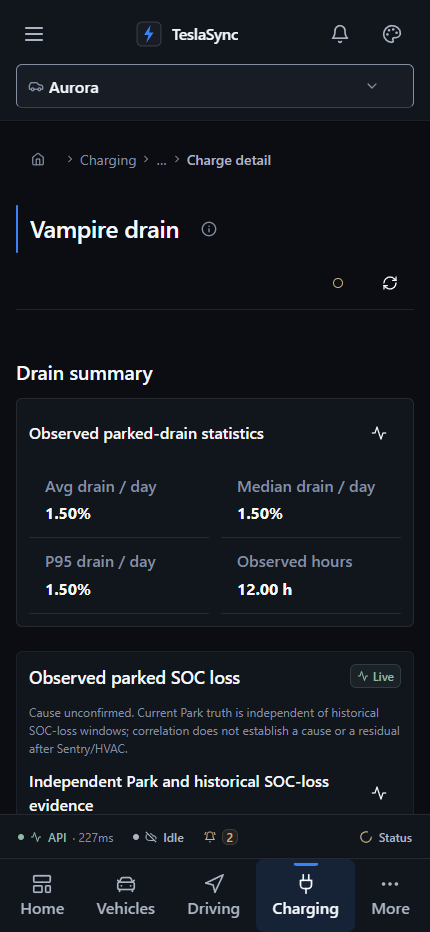 TeslaSync
Aurora
Charging
...
Charge detail
Vampire drain
Drain summary
Observed parked-drain statistics
Avg drain / day
1.50%
Median drain / day
1.50%
P95 drain / day
1.50%
Observed hours
12.00 h
Observed parked SOC loss
Live
Cause unconfirmed. Current Park truth is independent of historical
SOC-loss windows; correlation does not establish a cause or a residual
after Sentry/HVAC.
Independent Park and historical SOC-loss
evidence
API · 227ms
Idle
2
Status
Home
Vehicles
Driving
Charging
More